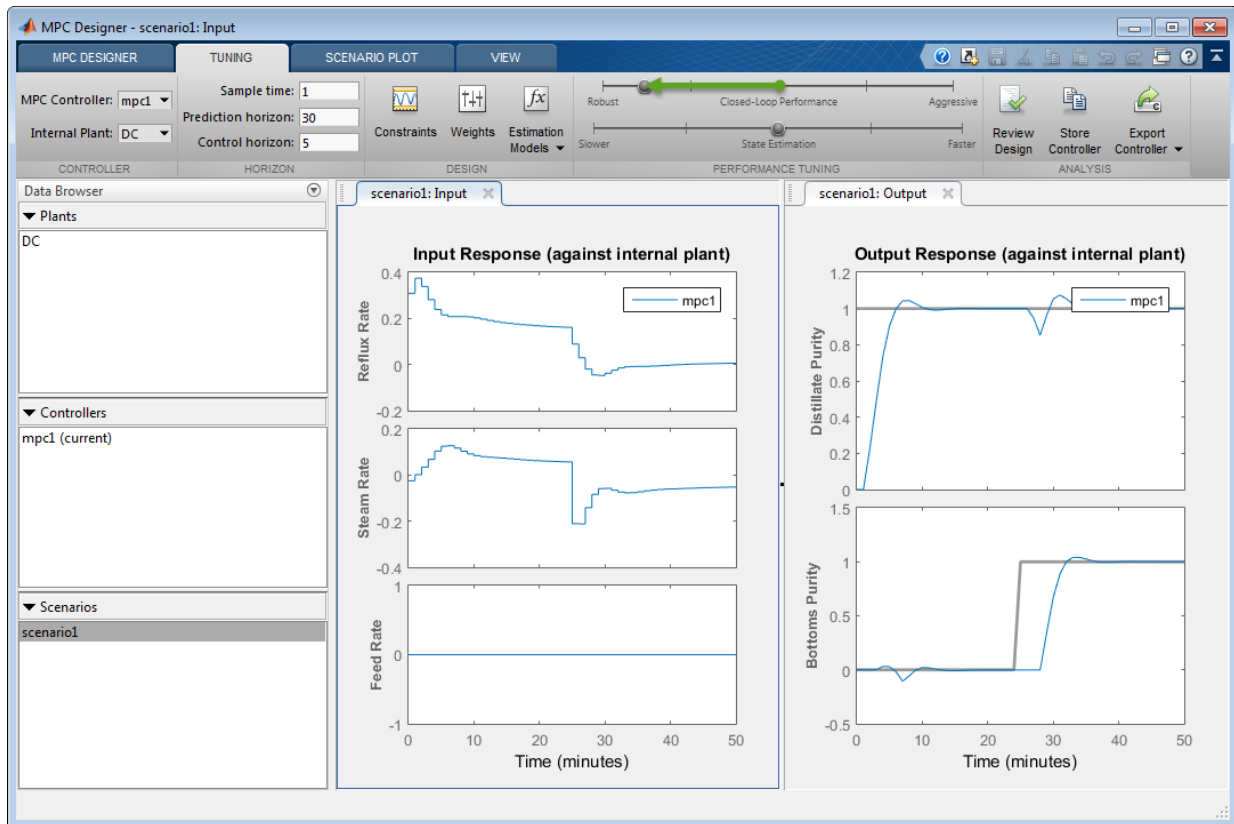 MPC Designer - scenario1: Input
MPC DESIGNER TUNING SCENARIO PLOT VIEW
MPC Controller: mpc1
Internal Plant: DC
CONTROLLER
Sample time: 1
Prediction horizon: 30
Control horizon: 5
HORIZON
Constraints Weights Estimation Models
DESIGN
Robust Closed-Loop Performance Aggressive
Slower State Estimation Faster
PERFORMANCE TUNING
Review Design Store Controller Export Controller
ANALYSIS
Data Browser
Plants
DC
Controllers
mpc1 (current)
Scenarios
scenario1
scenario1: Input
Input Response (against internal plant)
mpc1
Reflux Rate
0.4
0.2
0
-0.2
Steam Rate
0.2
0
-0.2
-0.4
Feed Rate
1
0
-1
0 10 20 30 40 50
Time (minutes)
scenario1: Output
Output Response (against internal plant)
mpc1
Distillate Purity
1.2
1
0.8
0.6
0.4
0.2
0
Bottoms Purity
1.5
1
0.5
0
-0.5
0 10 20 30 40 50
Time (minutes)